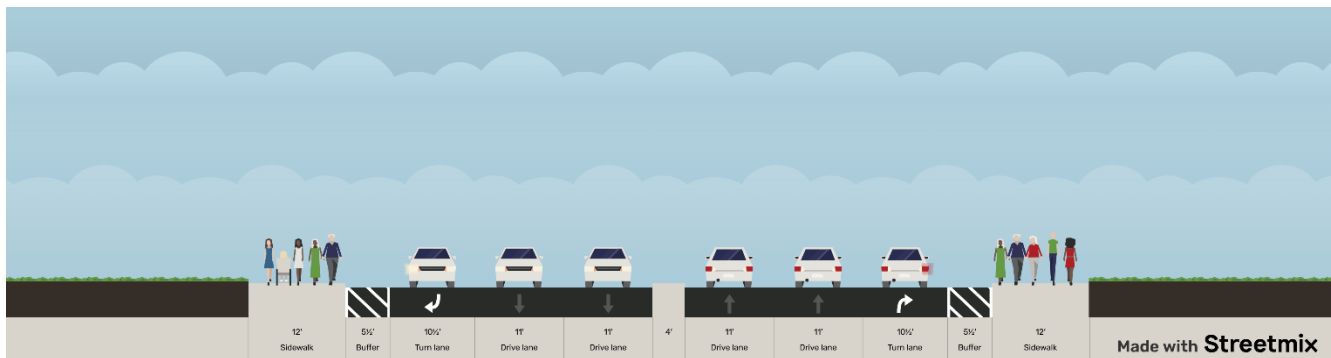 12' 5½' 10½' 11' 11' 4' 11' 11' 10½' 5½' 12'
Sidewalk Buffer Turn lane Drive lane Drive lane Drive lane Drive lane Turn lane Buffer Sidewalk
Made with Streetmix